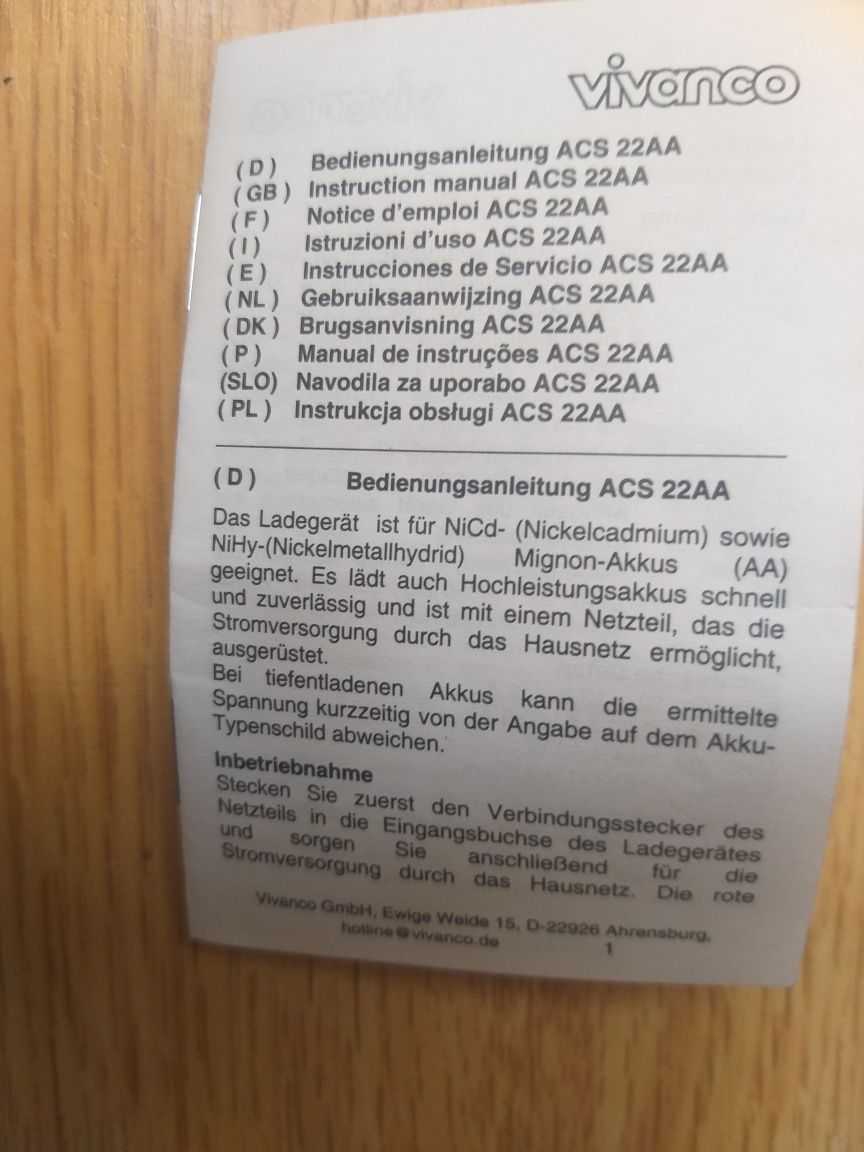 vivanco
( D ) Bedienungsanleitung ACS 22AA
( GB ) Instruction manual ACS 22AA
( F ) Notice d'emploi ACS 22AA
( I ) Istruzioni d'uso ACS 22AA
( E ) Instrucciones de Servicio ACS 22AA
( NL ) Gebruiksaanwijzing ACS 22AA
( DK ) Brugsanvisning ACS 22AA
( P ) Manual de instruções ACS 22AA
(SLO) Navodila za uporabo ACS 22AA
( PL ) Instrukcja obsługi ACS 22AA
( D ) Bedienungsanleitung ACS 22AA
Das Ladegerät ist für NiCd- (Nickelcadmium) sowie
NiHy-(Nickelmetallhydrid) Mignon-Akkus (AA)
geeignet. Es lädt auch Hochleistungsakkus schnell
und zuverlässig und ist mit einem Netzteil, das die
Stromversorgung durch das Hausnetz ermöglicht,
ausgerüstet.
Bei tiefentladenen Akkus kann die ermittelte
Spannung kurzzeitig von der Angabe auf dem Akku-
Typenschild abweichen.
Inbetriebnahme
Stecken Sie zuerst den Verbindungsstecker des
Netzteils in die Eingangsbuchse des Ladegerätes
und sorgen Sie anschließend für die
Stromversorgung durch das Hausnetz. Die rote
Vivanco GmbH, Ewige Weide 15, D-22926 Ahrensburg,
hotline@vivanco.de
1